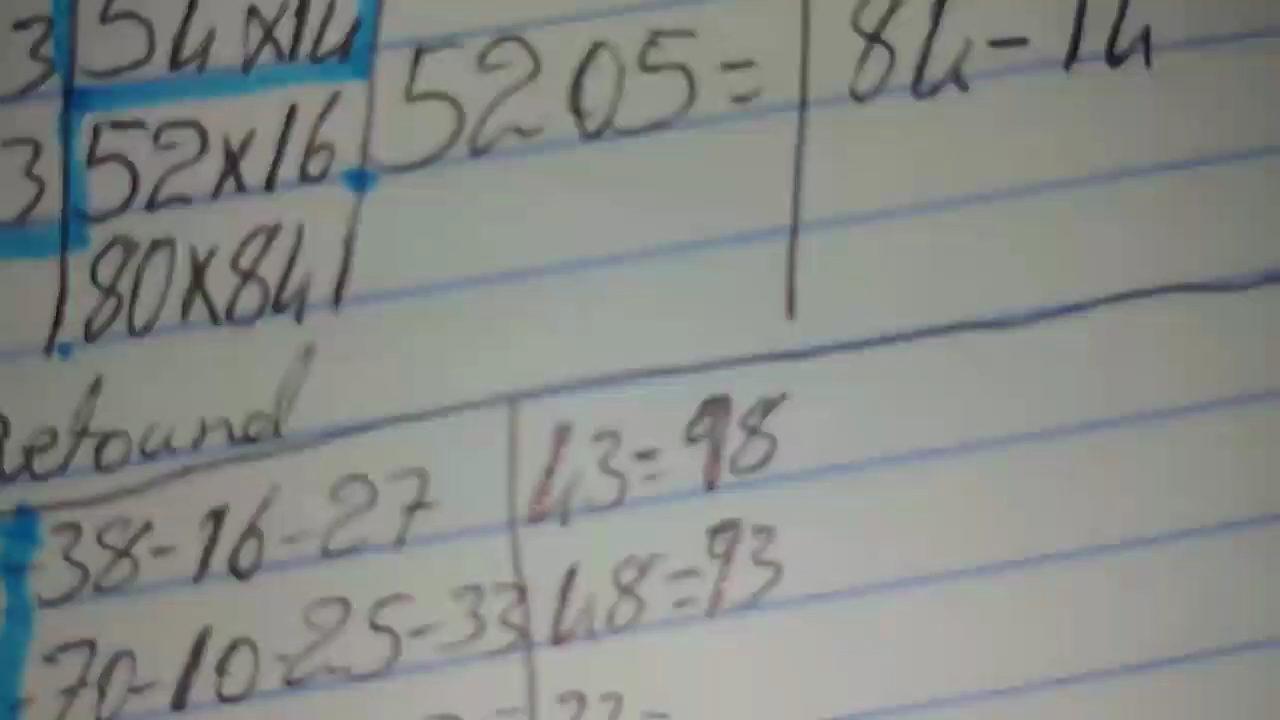 3 54x14 5205= 84-14
3 52x16
80x84
Refound
38-16-27 43=98
70-10-25-33 48=93